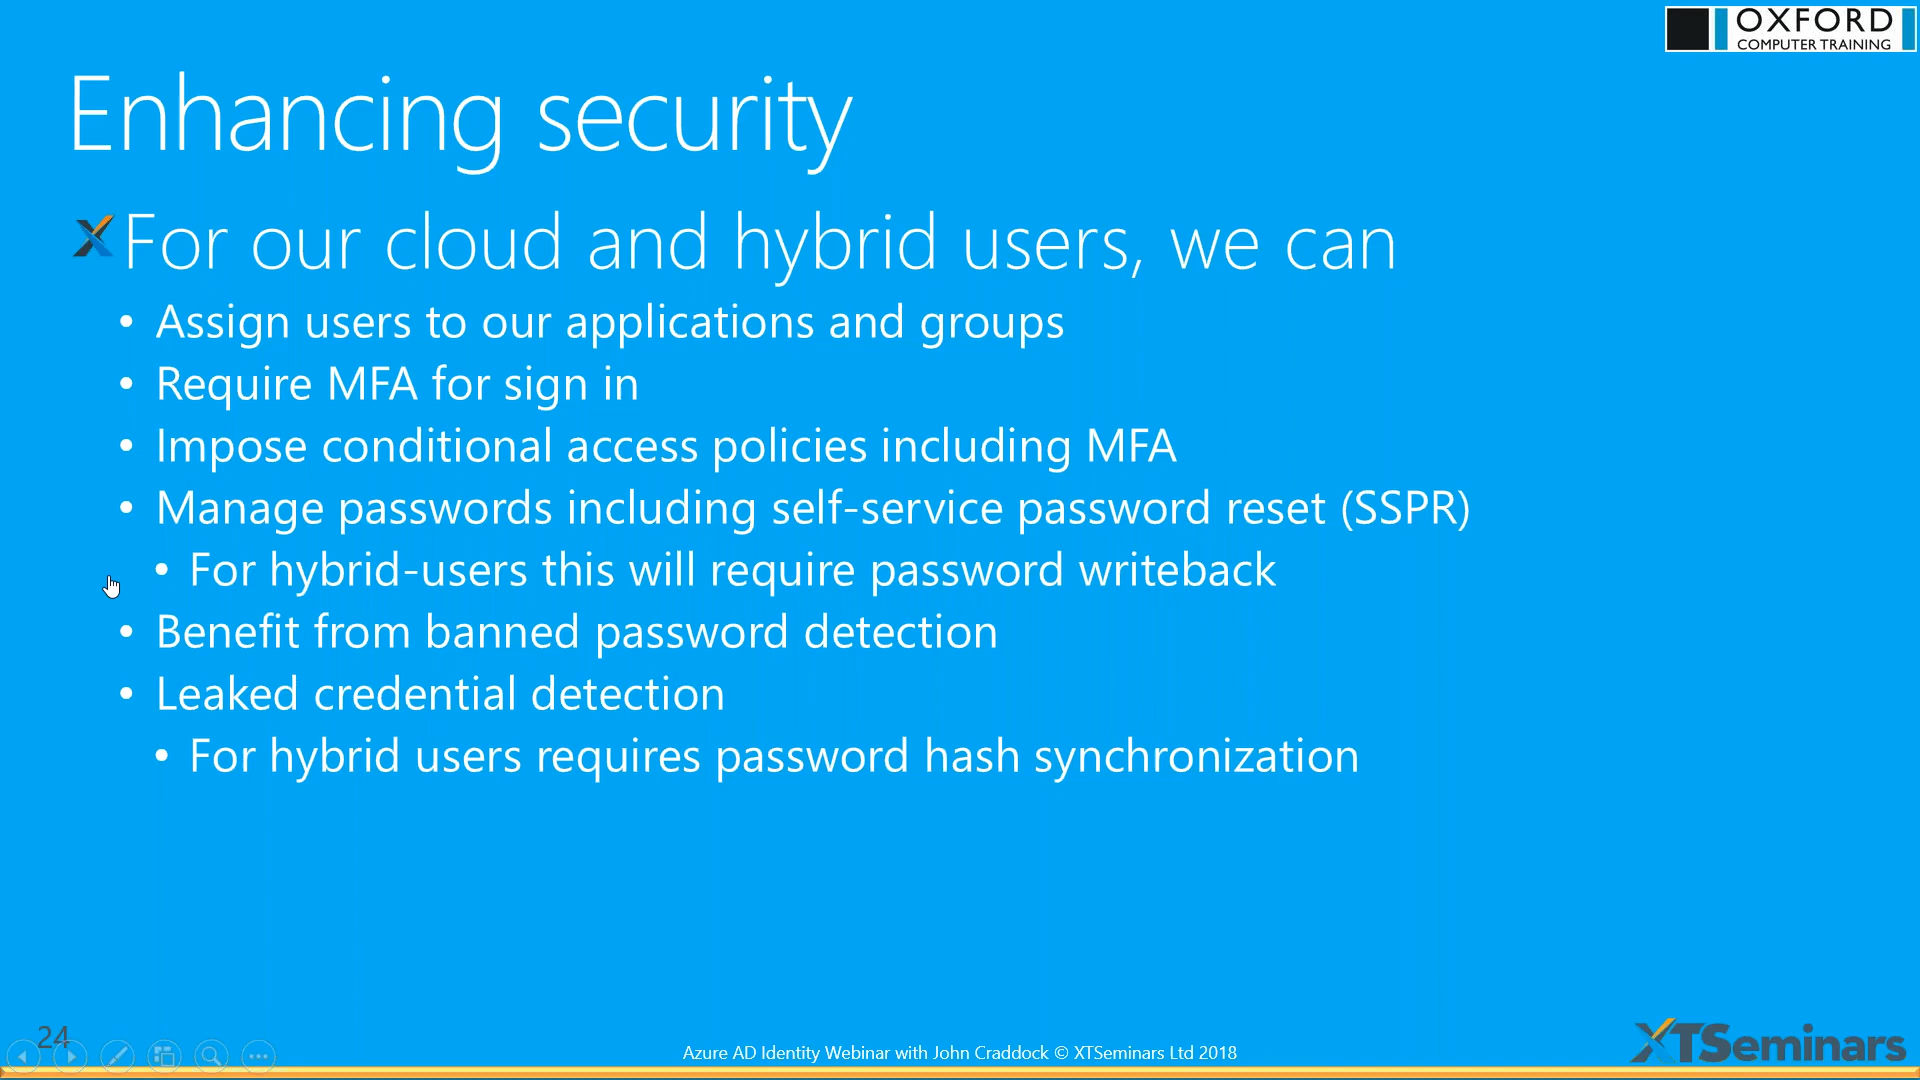 OXFORD
COMPUTER TRAINING
Enhancing security
For our cloud and hybrid users, we can
• Assign users to our applications and groups
• Require MFA for sign in
• Impose conditional access policies including MFA
• Manage passwords including self-service password reset (SSPR)
• For hybrid-users this will require password writeback
• Benefit from banned password detection
• Leaked credential detection
• For hybrid users requires password hash synchronization
24
Azure AD Identity Webinar with John Craddock © XTSeminars Ltd 2018
XTSeminars